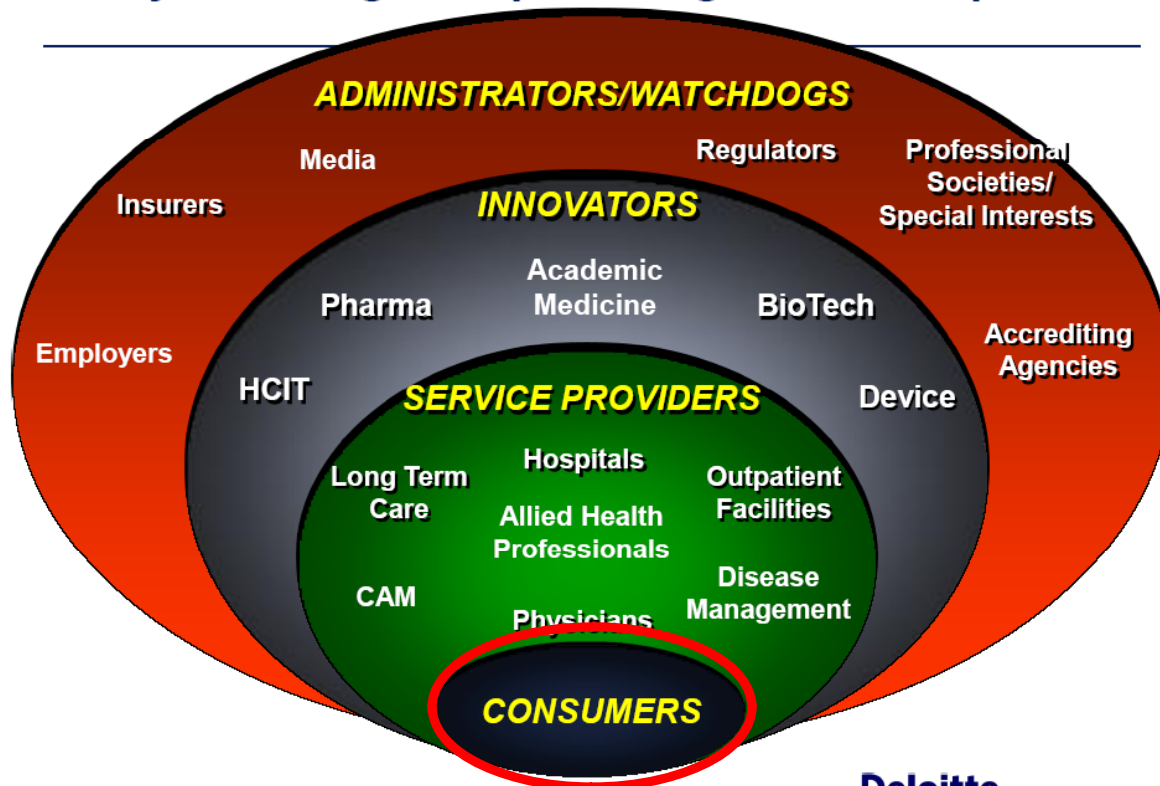 ADMINISTRATORS/WATCHDOGS
Media
Regulators
Professional
Societies/
Special Interests
Insurers
INNOVATORS
Academic
Medicine
Pharma
BioTech
Employers
Accrediting
Agencies
HCIT
Device
SERVICE PROVIDERS
Hospitals
Long Term
Care
Outpatient
Facilities
Allied Health
Professionals
CAM
Disease
Management
Physicians
CONSUMERS
Deloitte